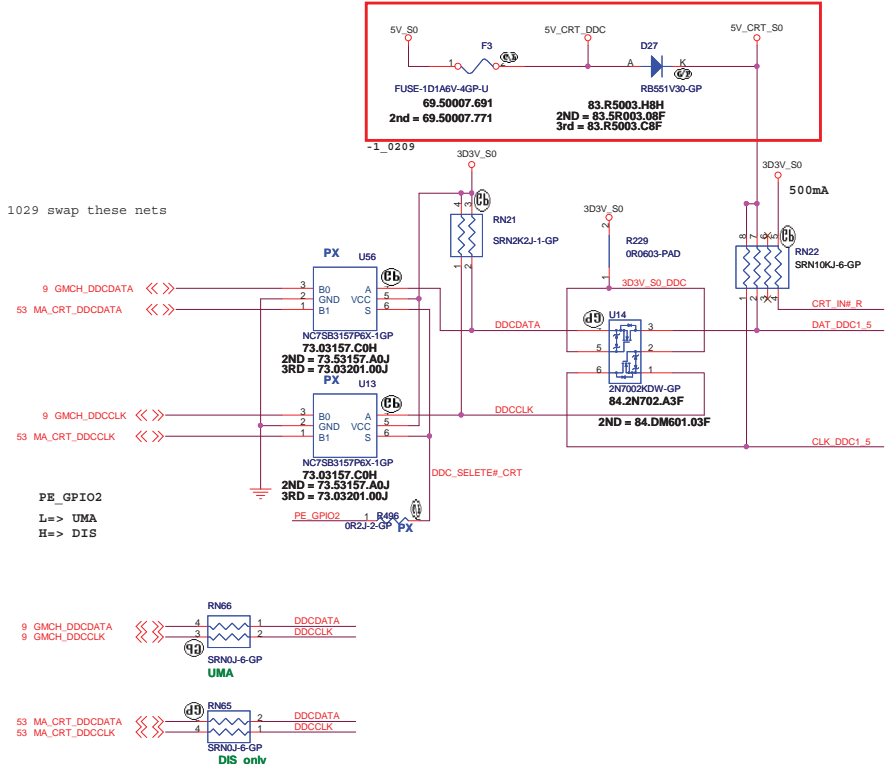 5V_S0
5V_CRT_DDC
5V_CRT_S0
F3
D27
1
2
A
K
FUSE-1D1A6V-4GP-U
RB551V30-GP
69.50007.691
2nd = 69.50007.771
83.R5003.H8H
2ND = 83.5R003.08F
3rd = 83.R5003.C8F
-1_0209
3D3V_S0
3D3V_S0
500mA
1029 swap these nets
4
3
RN21
SRN2K2J-1-GP
1
2
3D3V_S0
2
R229
0R0603-PAD
1
3D3V_S0_DDC
8
7
6
5
RN22
SRN10KJ-6-GP
1
2
3
4
CRT_IN#_R
DAT_DDC1_5
CLK_DDC1_5
PX
U56
9 GMCH_DDCDATA
53 MA_CRT_DDCDATA
3
2
1
B0
GND
B1
A
VCC
S
4
5
6
NC7SB3157P6X-1GP
73.03157.C0H
2ND = 73.53157.A0J
3RD = 73.03201.00J
DDCDATA
U14
4
5
6
3
2
1
2N7002KDW-GP
84.2N702.A3F
2ND = 84.DM601.03F
PX
U13
9 GMCH_DDCCLK
53 MA_CRT_DDCCLK
3
2
1
B0
GND
B1
A
VCC
S
4
5
6
NC7SB3157P6X-1GP
73.03157.C0H
2ND = 73.53157.A0J
3RD = 73.03201.00J
DDCCLK
DDC_SELETE#_CRT
PE_GPIO2
L=> UMA
H=> DIS
PE_GPIO2
1
R496
0R2J-2-GP
PX
RN66
9 GMCH_DDCDATA
9 GMCH_DDCCLK
4
3
1
2
DDCDATA
DDCCLK
SRN0J-6-GP
UMA
RN65
53 MA_CRT_DDCDATA
53 MA_CRT_DDCCLK
3
4
2
1
DDCDATA
DDCCLK
SRN0J-6-GP
DIS only